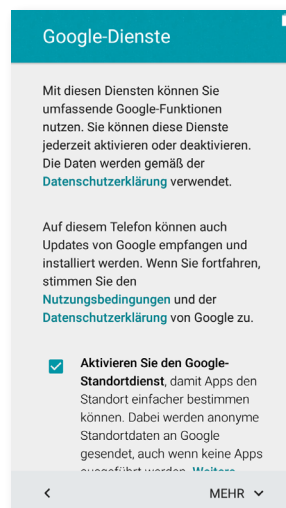 Google-Dienste
Mit diesen Diensten können Sie
umfassende Google-Funktionen
nutzen. Sie können diese Dienste
jederzeit aktivieren oder deaktivieren.
Die Daten werden gemäß der
Datenschutzerklärung verwendet.
Auf diesem Telefon können auch
Updates von Google empfangen und
installiert werden. Wenn Sie fortfahren,
stimmen Sie den
Nutzungsbedingungen und der
Datenschutzerklärung von Google zu.
Aktivieren Sie den Google-
Standortdienst, damit Apps den
Standort einfacher bestimmen
können. Dabei werden anonyme
Standortdaten an Google
gesendet, auch wenn keine Apps
ausgeführt werden. Weitere
MEHR